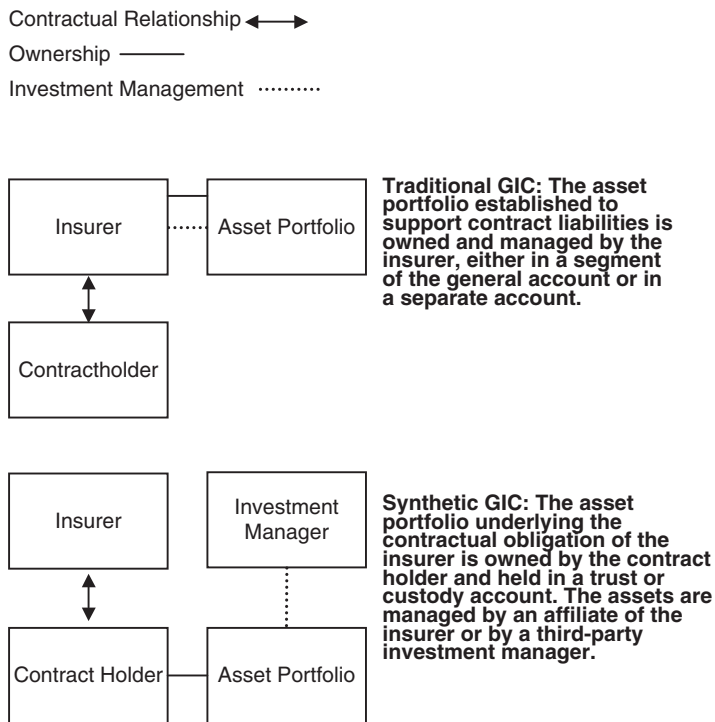 Contractual Relationship
Ownership
Investment Management
Insurer
Asset Portfolio
Traditional GIC: The asset
portfolio established to
support contract liabilities is
owned and managed by the
insurer, either in a segment
of the general account or in
a separate account.
Contractholder
Insurer
Investment
Manager
Synthetic GIC: The asset
portfolio underlying the
contractual obligation of the
insurer is owned by the contract
holder and held in a trust or
custody account. The assets are
managed by an affiliate of the
insurer or by a third-party
investment manager.
Contract Holder
Asset Portfolio